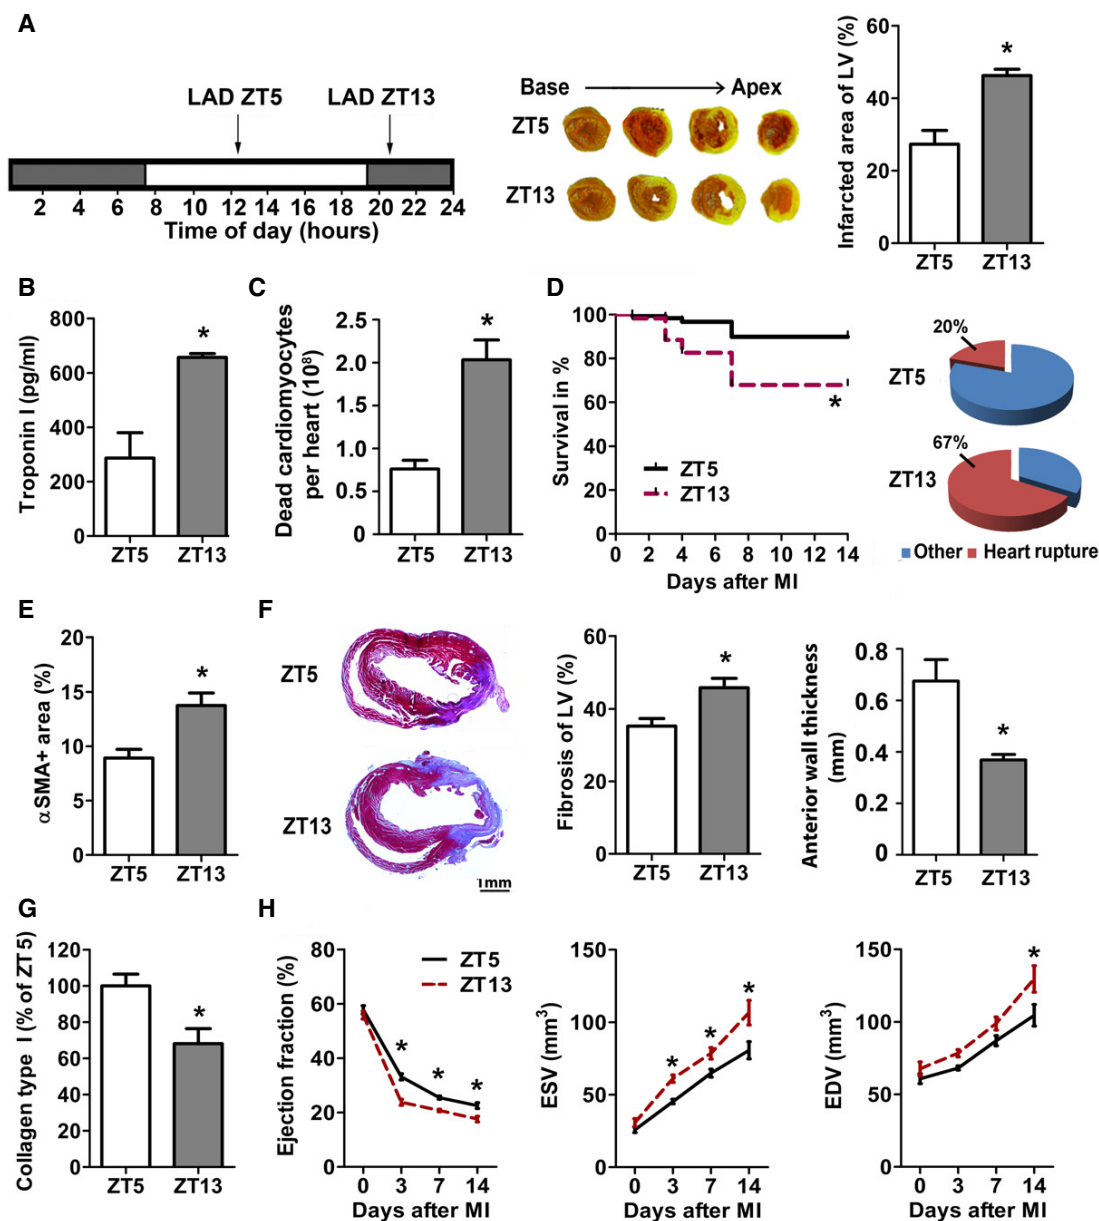 A
LAD ZT5
LAD ZT13
2 4 6 8 10 12 14 16 18 20 22 24
Time of day (hours)
Base
Apex
ZT5
ZT13
Infarcted area of LV (%)
60
40
20
0
*
ZT5
ZT13
B
Troponin I (pg/ml)
800
600
400
200
0
*
ZT5
ZT13
C
Dead cardiomyocytes
per heart (10⁸)
2.5
2.0
1.5
1.0
0.5
0
*
ZT5
ZT13
D
Survival in %
100
80
60
40
20
0
*
ZT5
ZT13
0 2 4 6 8 10 12 14
Days after MI
20%
ZT5
67%
ZT13
Other
Heart rupture
E
αSMA+ area (%)
20
15
10
5
0
*
ZT5
ZT13
F
ZT5
ZT13
1mm
Fibrosis of LV (%)
60
40
20
0
*
ZT5
ZT13
Anterior wall thickness
(mm)
0.8
0.6
0.4
0.2
0
*
ZT5
ZT13
G
Collagen type I (% of ZT5)
120
100
80
60
40
20
0
*
ZT5
ZT13
H
Ejection fraction (%)
80
60
40
20
0
ZT5
ZT13
* * *
0 3 7 14
Days after MI
ESV (mm³)
150
100
50
0
* * *
0 3 7 14
Days after MI
EDV (mm³)
150
100
50
0
*
0 3 7 14
Days after MI